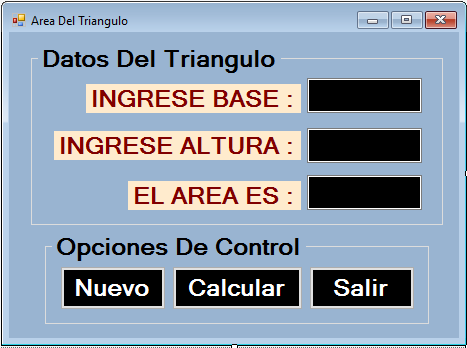 Area Del Triangulo
Datos Del Triangulo
INGRESE BASE :
INGRESE ALTURA :
EL AREA ES :
Opciones De Control
Nuevo Calcular Salir